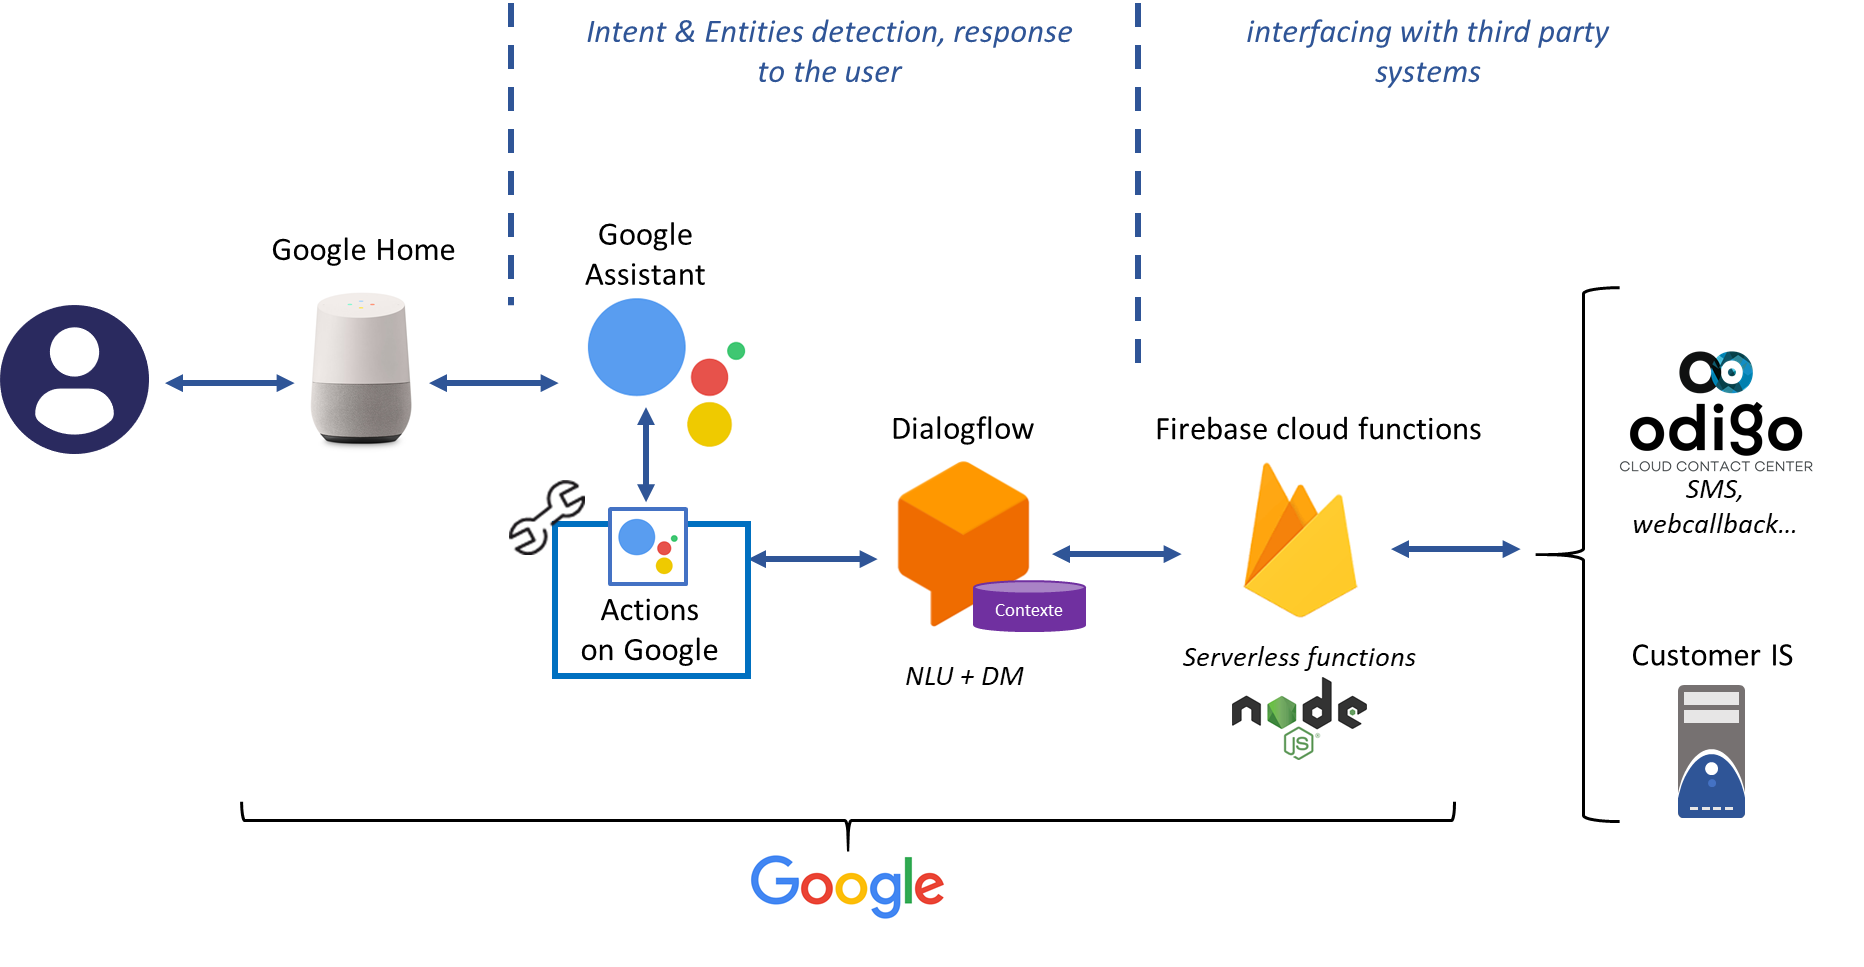 Intent & Entities detection, response
to the user
interfacing with third party
systems
Google Home
Google
Assistant
Dialogflow
Firebase cloud functions
odigo
CLOUD CONTACT CENTER
SMS,
webcallback...
Actions
on Google
Contexte
NLU + DM
Serverless functions
node
JS
Customer IS
Google